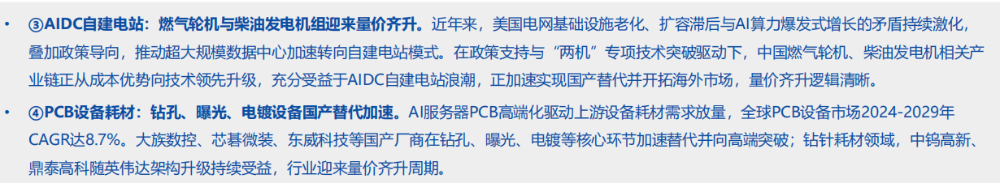 • ③AIDC自建电站：燃气轮机与柴油发电机组迎来量价齐升。近年来，美国电网基础设施老化、扩容滞后与AI算力爆发式增长的矛盾持续激化，
叠加政策导向，推动超大规模数据中心加速转向自建电站模式。在政策支持与“两机”专项技术突破驱动下，中国燃气轮机、柴油发电机相关产
业链正从成本优势向技术领先升级，充分受益于AIDC自建电站浪潮，正加速实现国产替代并开拓海外市场，量价齐升逻辑清晰。
• ④PCB设备耗材：钻孔、曝光、电镀设备国产替代加速。AI服务器PCB高端化驱动上游设备耗材需求放量，全球PCB设备市场2024-2029年
CAGR达8.7%。大族数控、芯碁微装、东威科技等国产厂商在钻孔、曝光、电镀等核心环节加速替代并向高端突破；钻针耗材领域，中钨高新、
鼎泰高科随英伟达架构升级持续受益，行业迎来量价齐升周期。